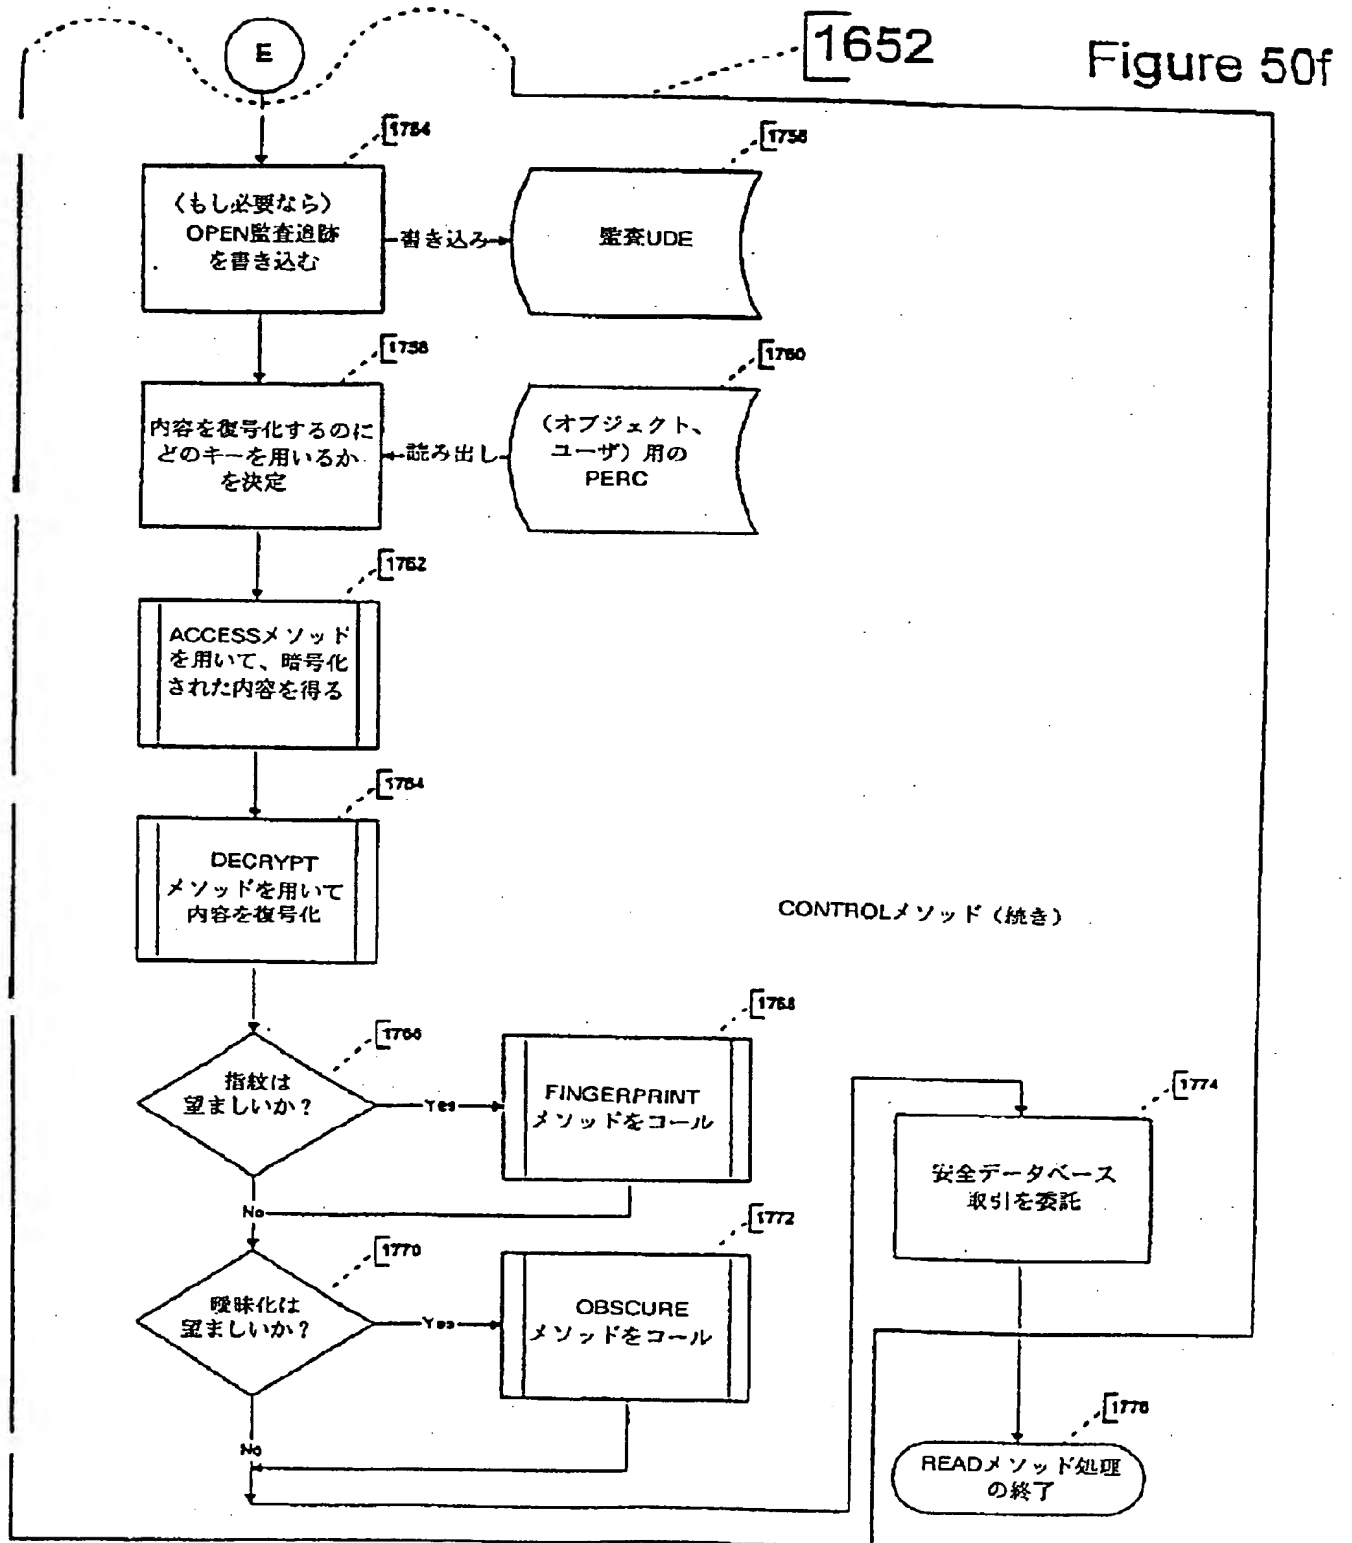 E
1652
Figure 50f
1754
〈もし必要なら〉
OPEN監査追跡
を書き込む
書き込み
1756
監査UDE
1758
内容を復号化するのに
どのキーを用いるか
を決定
読み出し
1760
(オブジェクト、
ユーザ)用の
PERC
1762
ACCESSメソッド
を用いて、暗号化
された内容を得る
1764
DECRYPT
メソッドを用いて
内容を復号化
CONTROLメソッド(続き)
1766
指紋は
望ましいか?
Yes
1768
FINGERPRINT
メソッドをコール
No
1770
曖昧化は
望ましいか?
Yes
1772
OBSCURE
メソッドをコール
No
1774
安全データベース
取引を委託
1776
READメソッド処理
の終了